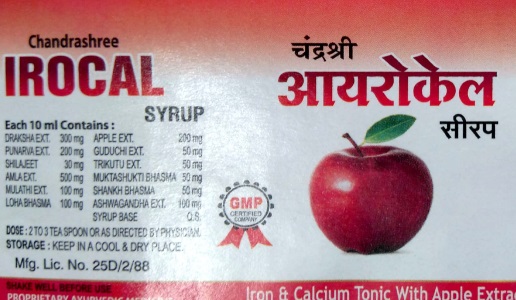 Chandrashree
IROCAL
SYRUP
Each 10 ml Contains :
DRAKSHA EXT. 300 mg APPLE EXT. 200 mg
PUNARVA EXT. 200 mg GUDUCHI EXT. 50 mg
SHILAJEET 30 mg TRIKUTU EXT. 50 mg
AMLA EXT. 500 mg MUKTASHUKTI BHASMA 50 mg
MULATHI EXT. 100 mg SHANKH BHASMA 50 mg
LOHA BHASMA 100 mg ASHWAGANDHA EXT. 100 mg
SYRUP BASE Q.S.
DOSE : 2 TO 3 TEA SPOON OR AS DIRECTED BY PHYSICIAN.
STORAGE : KEEP IN A COOL & DRY PLACE.
Mfg. Lic. No. 25D/2/88
SHAKE WELL BEFORE USE
PROPRIETARY AYURVEDIC
GMP
CERTIFIED
COMPANY
चंद्रश्री
आयरोकेल
सीरप
Iron & Calcium Tonic With Apple Extra